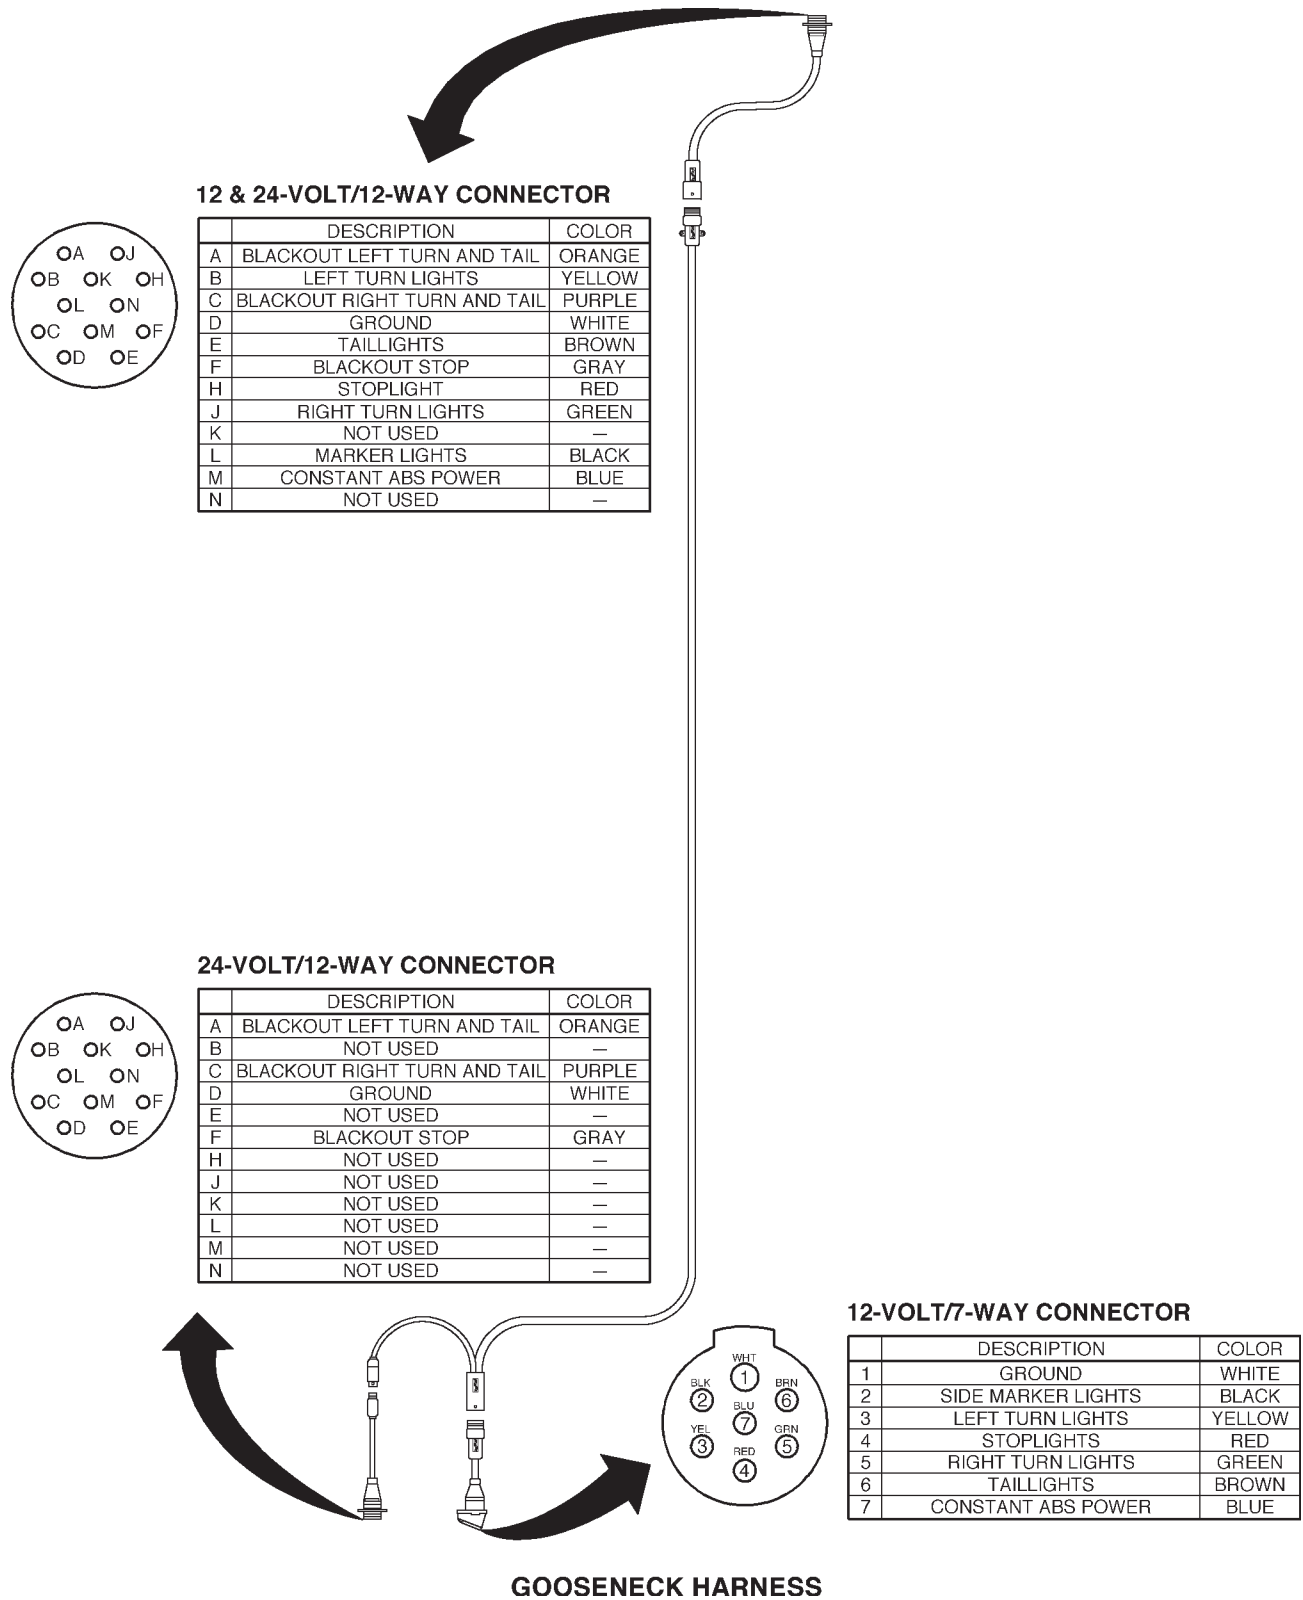 12 & 24-VOLT/12-WAY CONNECTOR
DESCRIPTION COLOR
A BLACKOUT LEFT TURN AND TAIL ORANGE
B LEFT TURN LIGHTS YELLOW
C BLACKOUT RIGHT TURN AND TAIL PURPLE
D GROUND WHITE
E TAILLIGHTS BROWN
F BLACKOUT STOP GRAY
H STOPLIGHT RED
J RIGHT TURN LIGHTS GREEN
K NOT USED —
L MARKER LIGHTS BLACK
M CONSTANT ABS POWER BLUE
N NOT USED —
A J
B K H
L N
C M F
D E
24-VOLT/12-WAY CONNECTOR
DESCRIPTION COLOR
A BLACKOUT LEFT TURN AND TAIL ORANGE
B NOT USED —
C BLACKOUT RIGHT TURN AND TAIL PURPLE
D GROUND WHITE
E NOT USED —
F BLACKOUT STOP GRAY
H NOT USED —
J NOT USED —
K NOT USED —
L NOT USED —
M NOT USED —
N NOT USED —
A J
B K H
L N
C M F
D E
12-VOLT/7-WAY CONNECTOR
DESCRIPTION COLOR
1 GROUND WHITE
2 SIDE MARKER LIGHTS BLACK
3 LEFT TURN LIGHTS YELLOW
4 STOPLIGHTS RED
5 RIGHT TURN LIGHTS GREEN
6 TAILLIGHTS BROWN
7 CONSTANT ABS POWER BLUE
WHT
1
BLK BRN
2 6
BLU
7
YEL GRN
3 5
RED
4
GOOSENECK HARNESS